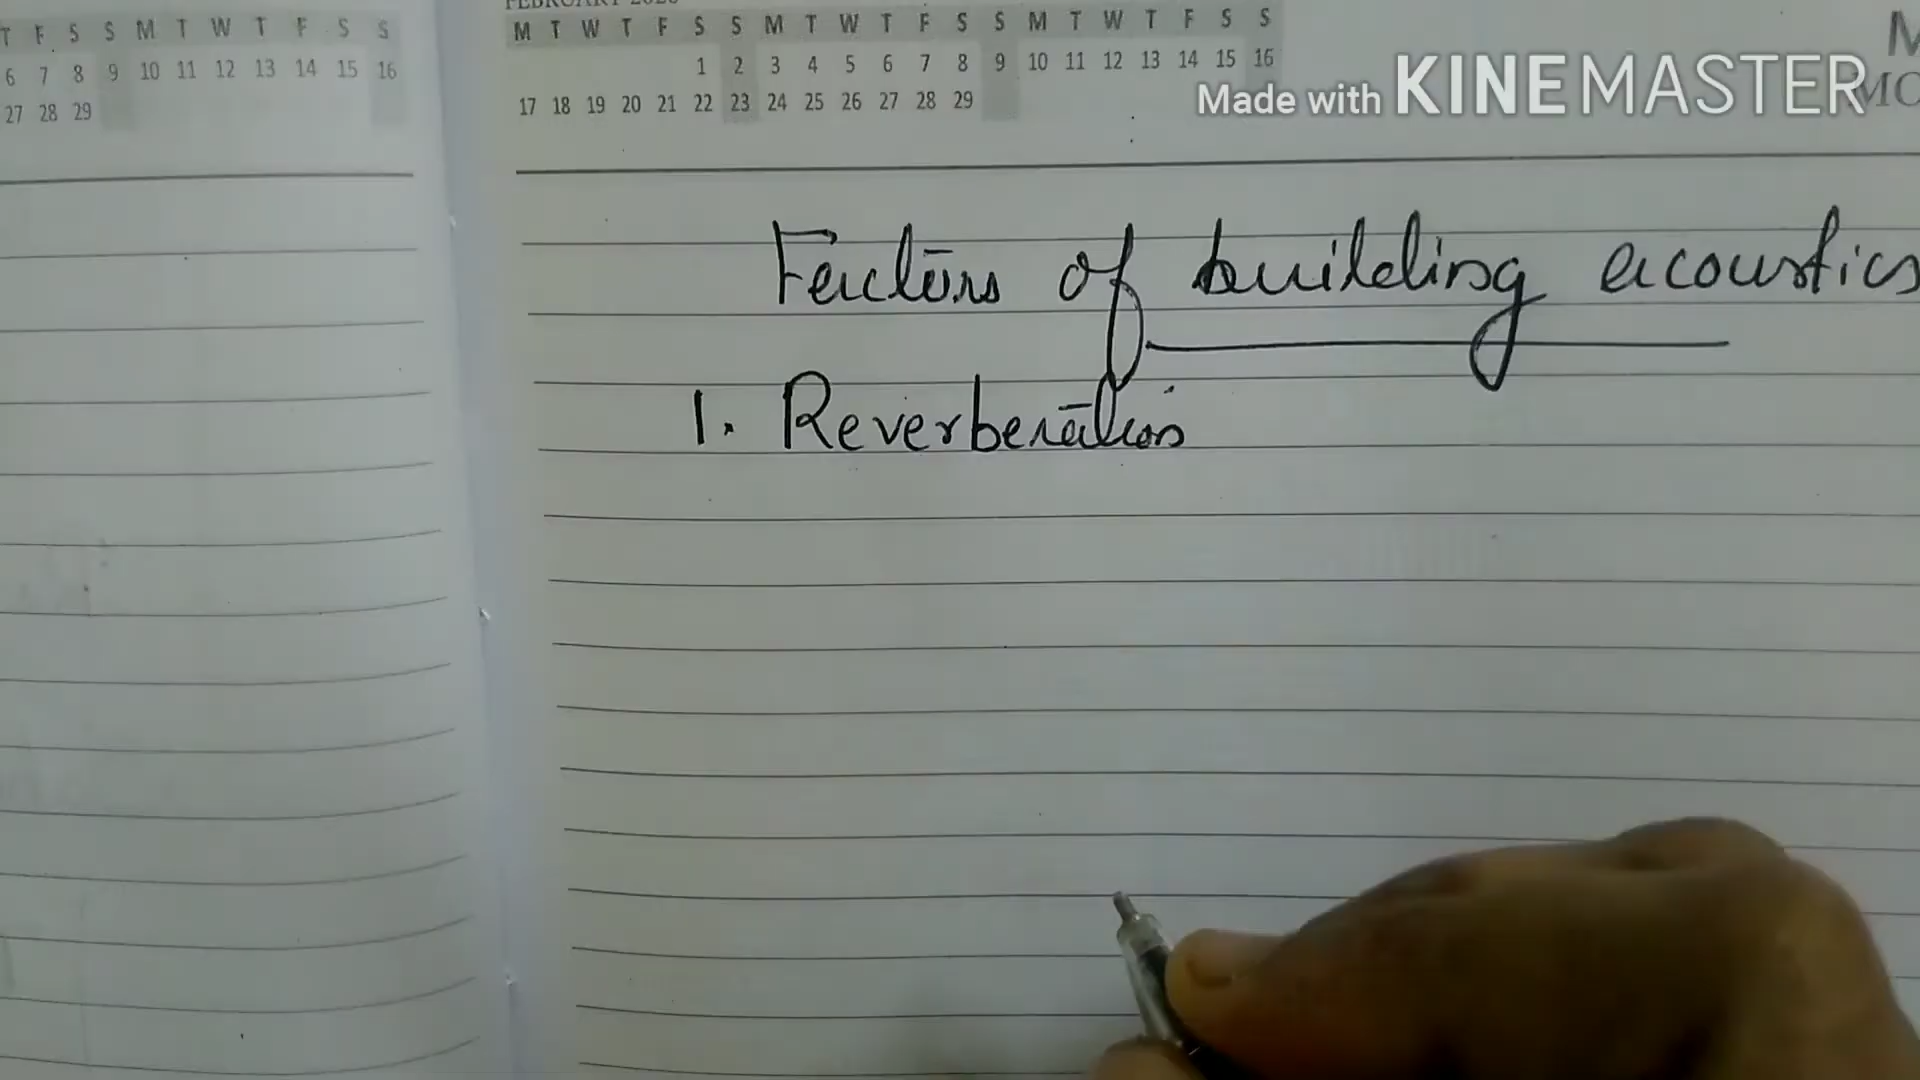 FEBRUARY 2020
T F S S M T W T F S S
6 7 8 9 10 11 12 13 14 15 16
27 28 29
M T W T F S S M T W T F S S M T W T F S S
1 2 3 4 5 6 7 8 9 10 11 12 13 14 15 16
17 18 19 20 21 22 23 24 25 26 27 28 29
Made with KINEMASTER
Factors of building acoustics
1. Reverberation